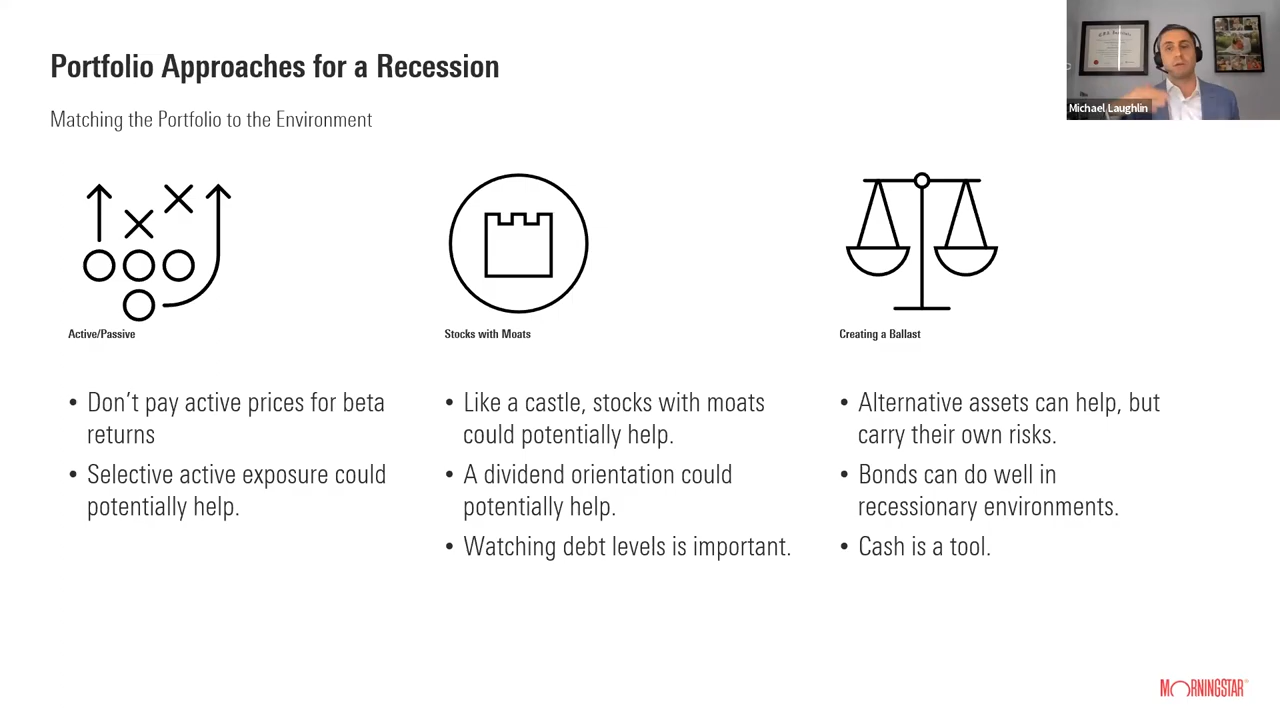 Portfolio Approaches for a Recession
Matching the Portfolio to the Environment
Michael Laughlin
Active/Passive
• Don’t pay active prices for beta
returns
• Selective active exposure could
potentially help.
Stocks with Moats
• Like a castle, stocks with moats
could potentially help.
• A dividend orientation could
potentially help.
• Watching debt levels is important.
Creating a Ballast
• Alternative assets can help, but
carry their own risks.
• Bonds can do well in
recessionary environments.
• Cash is a tool.
MORNINGSTAR®